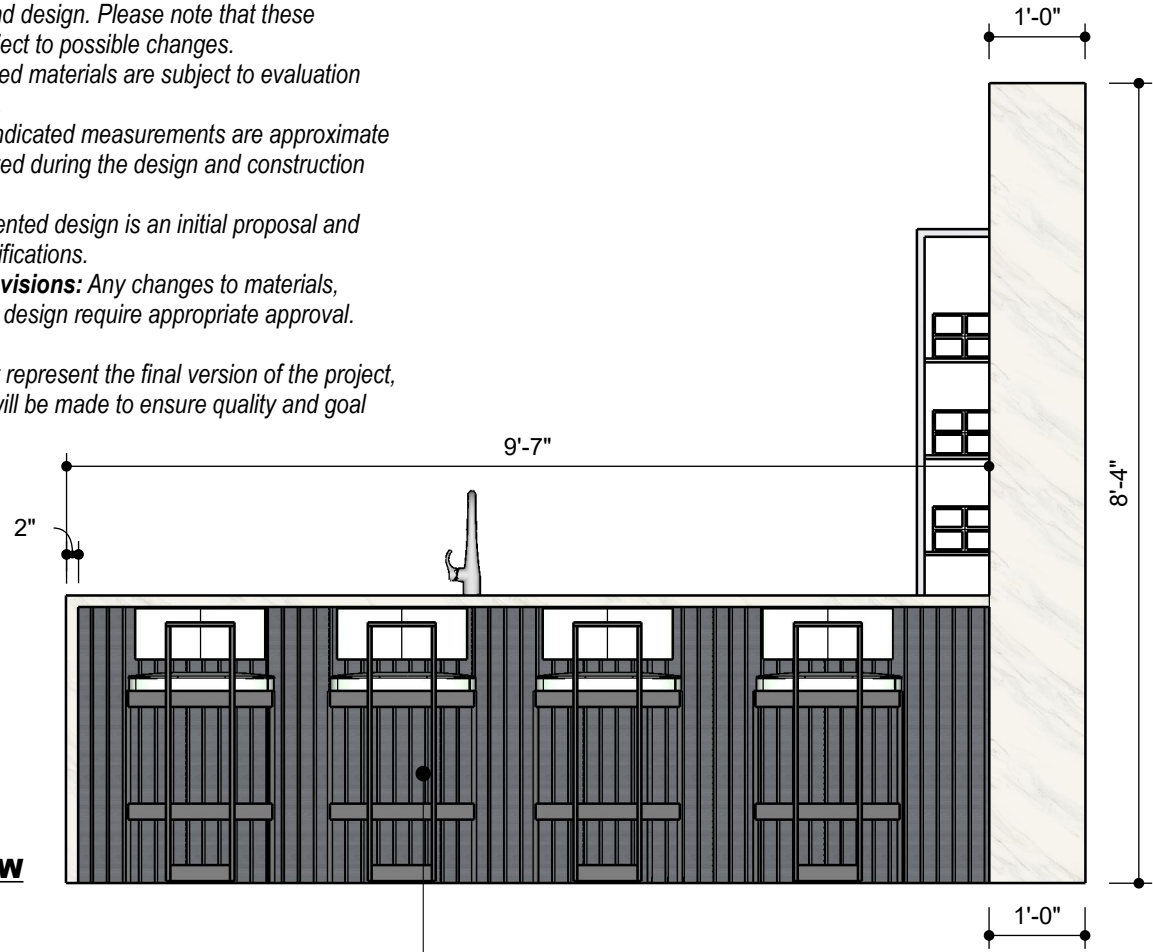 nd design. Please note that these
ject to possible changes.
ed materials are subject to evaluation
ndicated measurements are approximate
ed during the design and construction
ented design is an initial proposal and
ifications.
visions: Any changes to materials,
design require appropriate approval.
represent the final version of the project,
will be made to ensure quality and goal
1'-0"
9'-7"
8'-4"
2"
W
1'-0"